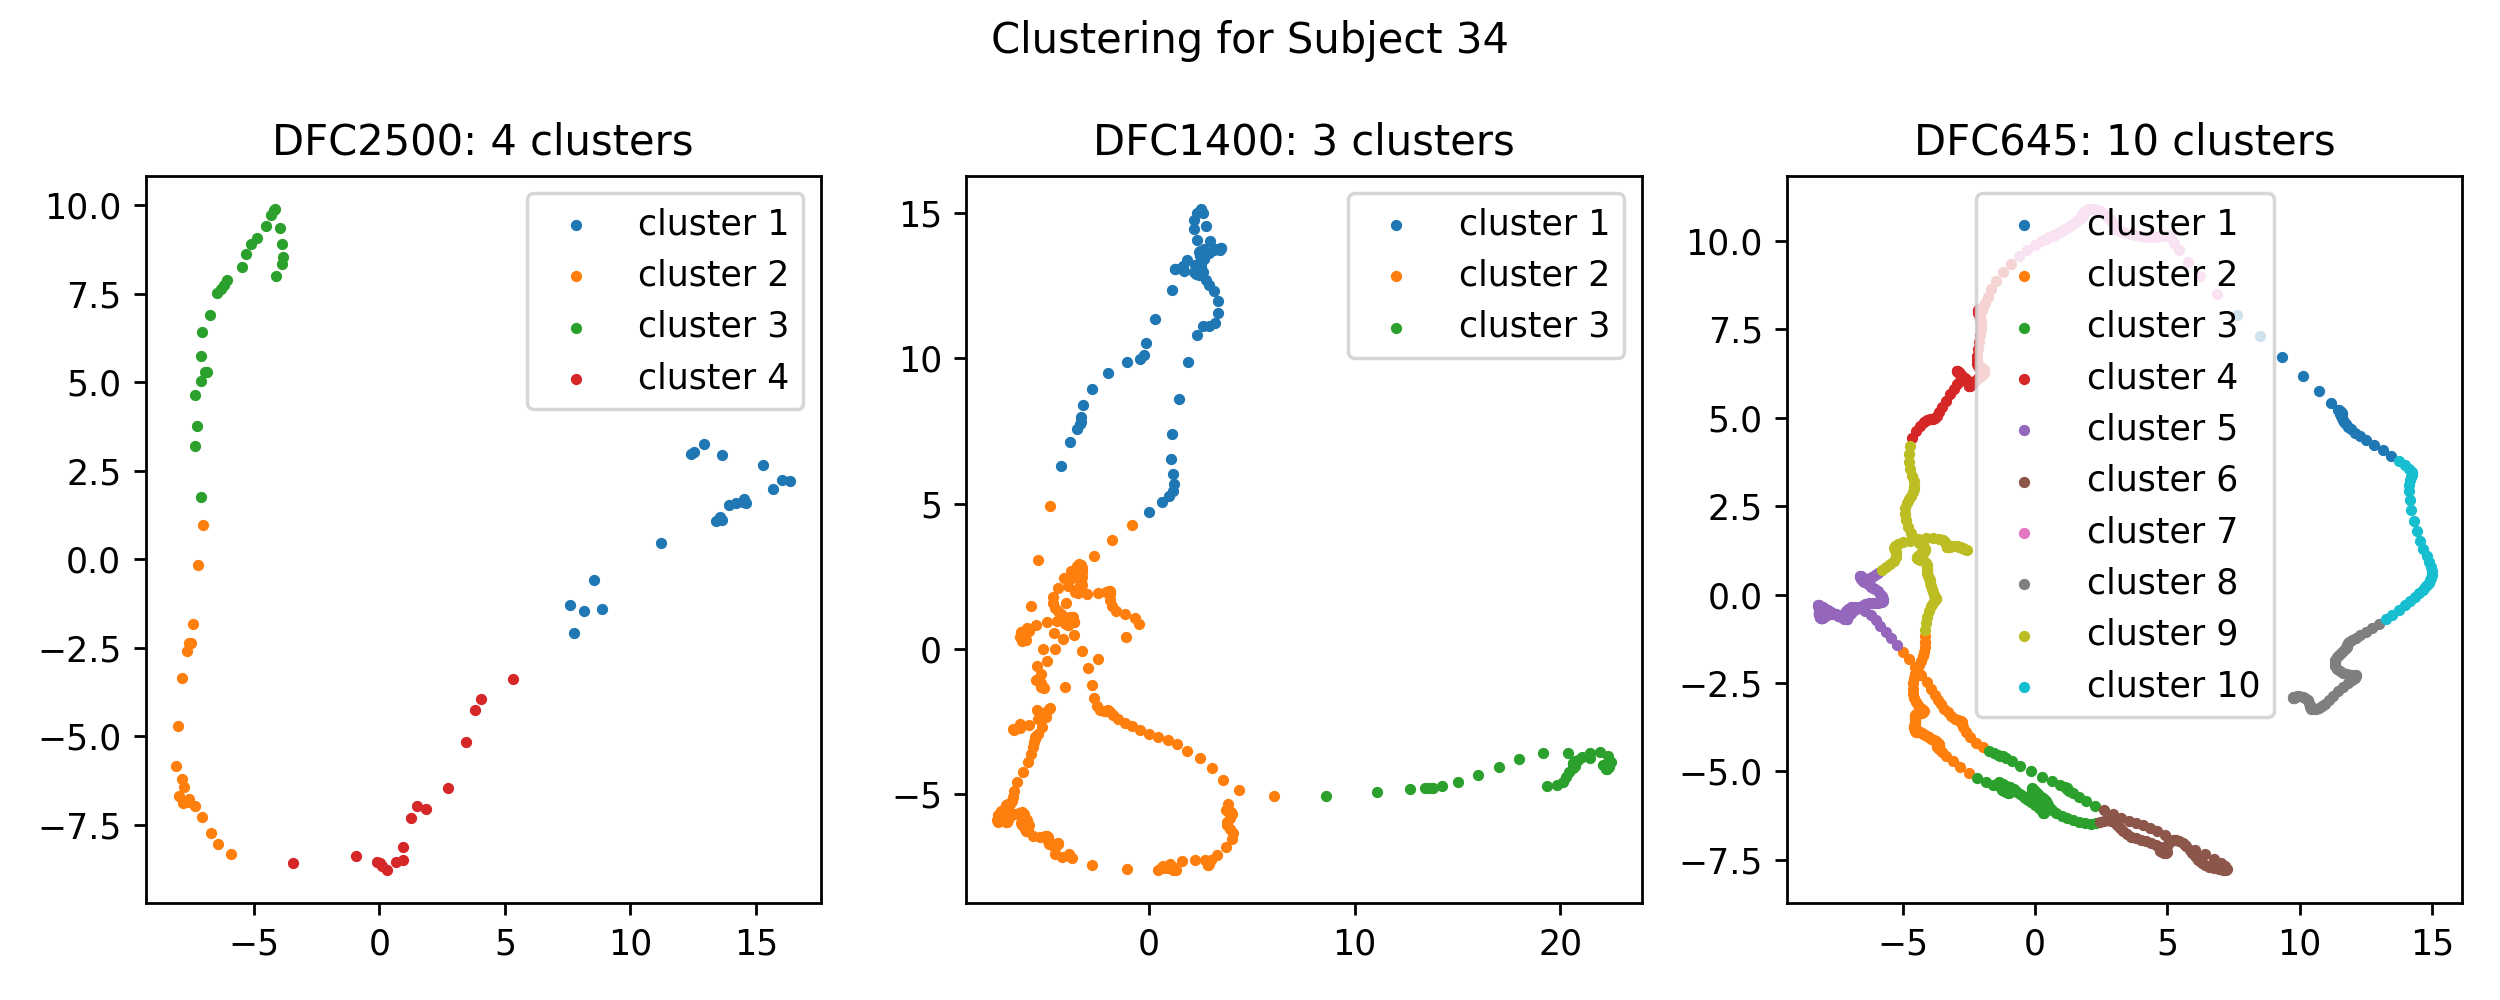 Clustering for Subject 34
DFC2500: 4 clusters
10.0
7.5
5.0
2.5
0.0
−2.5
−5.0
−7.5
−5
0
5
10
15
cluster 1
cluster 2
cluster 3
cluster 4
DFC1400: 3 clusters
15
10
5
0
−5
0
10
20
cluster 1
cluster 2
cluster 3
DFC645: 10 clusters
10.0
7.5
5.0
2.5
0.0
−2.5
−5.0
−7.5
−5
0
5
10
15
cluster 1
cluster 2
cluster 3
cluster 4
cluster 5
cluster 6
cluster 7
cluster 8
cluster 9
cluster 10